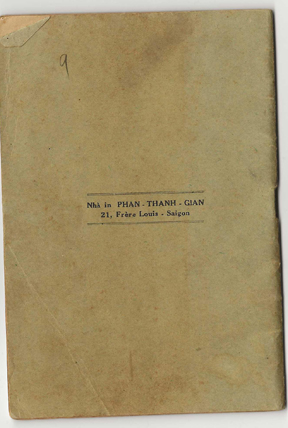 9
Nhà in PHAN - THANH - GIAN
21, Frère Louis - Saigon